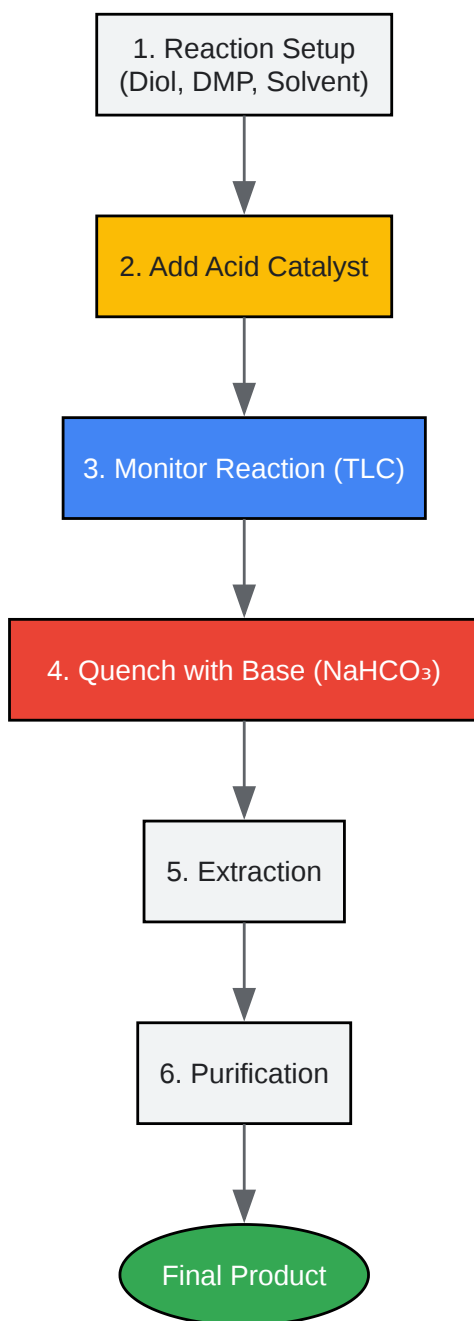 1. Reaction Setup
(Diol, DMP, Solvent)
2. Add Acid Catalyst
3. Monitor Reaction (TLC)
4. Quench with Base (NaHCO₃)
5. Extraction
6. Purification
Final Product